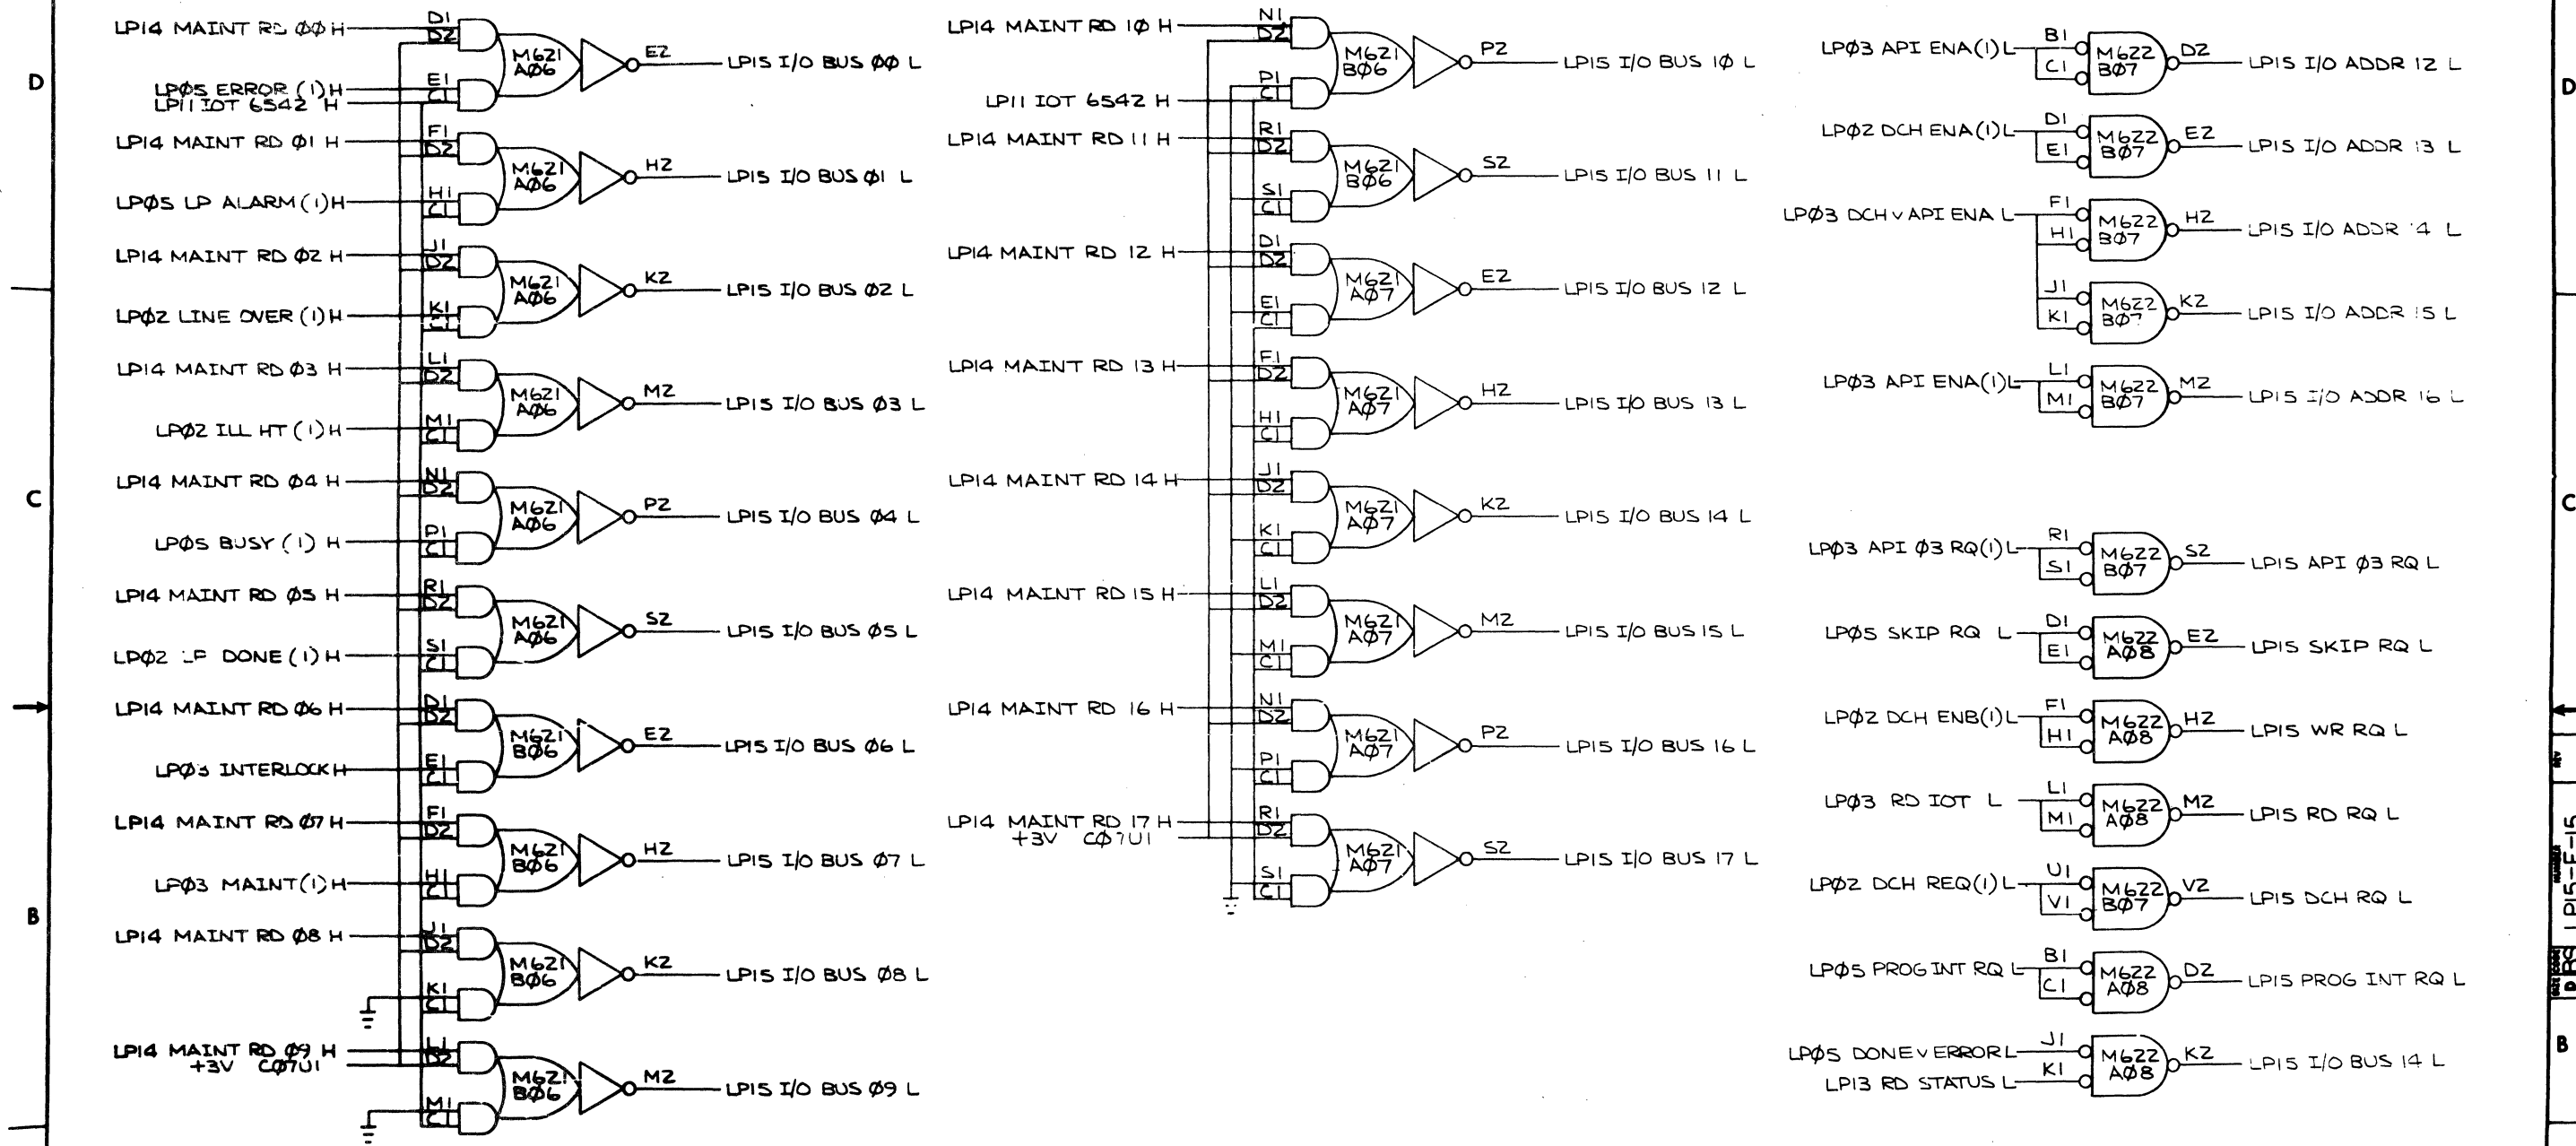 D
LP14 MAINT RD ØØ H
D1
D2
LPØ5 ERROR (1) H
E1
LP11 IOT 6542 H
C1
M621
AØ6
E2
LP15 I/O BUS ØØ L
LP14 MAINT RD Ø1 H
F1
D2
LPØ5 LP ALARM (1) H
H1
C1
M621
AØ6
H2
LP15 I/O BUS Ø1 L
LP14 MAINT RD Ø2 H
J1
D2
LPØ2 LINE OVER (1) H
K1
C1
M621
AØ6
K2
LP15 I/O BUS Ø2 L
LP14 MAINT RD Ø3 H
L1
D2
LPØ2 ILL HT (1) H
M1
C1
M621
AØ6
M2
LP15 I/O BUS Ø3 L
C
LP14 MAINT RD Ø4 H
N1
D2
LPØ5 BUSY (1) H
P1
C1
M621
AØ6
P2
LP15 I/O BUS Ø4 L
LP14 MAINT RD Ø5 H
R1
D2
LPØ2 LP DONE (1) H
S1
C1
M621
AØ6
S2
LP15 I/O BUS Ø5 L
LP14 MAINT RD Ø6 H
D1
D2
INTERLOCK H
E1
C1
M621
BØ6
E2
LP15 I/O BUS Ø6 L
LP14 MAINT RD Ø7 H
F1
D2
LPØ3 MAINT (1) H
H1
C1
M621
BØ6
H2
LP15 I/O BUS Ø7 L
B
LP14 MAINT RD Ø8 H
J1
D2
K1
C1
M621
BØ6
K2
LP15 I/O BUS Ø8 L
LP14 MAINT RD Ø9 H
L1
+3V CØ7U1
D2
M1
C1
M621
BØ6
M2
LP15 I/O BUS Ø9 L
LP14 MAINT RD 1Ø H
N1
D2
P1
LP11 IOT 6542 H
C1
M621
BØ6
P2
LP15 I/O BUS 1Ø L
LP14 MAINT RD 11 H
R1
D2
S1
C1
M621
BØ6
S2
LP15 I/O BUS 11 L
LP14 MAINT RD 12 H
D1
D2
E1
C1
M621
AØ7
E2
LP15 I/O BUS 12 L
LP14 MAINT RD 13 H
F1
D2
H1
C1
M621
AØ7
H2
LP15 I/O BUS 13 L
LP14 MAINT RD 14 H
J1
D2
K1
C1
M621
AØ7
K2
LP15 I/O BUS 14 L
LP14 MAINT RD 15 H
L1
D2
M1
C1
M621
AØ7
M2
LP15 I/O BUS 15 L
LP14 MAINT RD 16 H
N1
D2
P1
C1
M621
AØ7
P2
LP15 I/O BUS 16 L
LP14 MAINT RD 17 H
R1
+3V CØ7U1
D2
S1
C1
M621
AØ7
S2
LP15 I/O BUS 17 L
LPØ3 API ENA(1) L
B1
C1
M622
BØ7
D2
LP15 I/O ADDR 12 L
LPØ2 DCH ENA(1) L
D1
E1
M622
BØ7
E2
LP15 I/O ADDR 13 L
LPØ3 DCH v API ENA L
F1
H1
M622
BØ7
H2
LP15 I/O ADDR 14 L
J1
K1
M622
BØ7
K2
LP15 I/O ADDR 15 L
LPØ3 API ENA(1) L
L1
M1
M622
BØ7
M2
LP15 I/O ADDR 16 L
LPØ3 API Ø3 RQ(1) L
R1
S1
M622
BØ7
S2
LP15 API Ø3 RQ L
LPØ5 SKIP RQ L
D1
E1
M622
AØ8
E2
LP15 SKIP RQ L
LPØ2 DCH ENB(1) L
F1
H1
M622
AØ8
H2
LP15 WR RQ L
LPØ3 RD IOT L
L1
M1
M622
AØ8
M2
LP15 RD RQ L
LPØ2 DCH REQ(1) L
U1
V1
M622
BØ7
V2
LP15 DCH RQ L
LPØ5 PROG INT RQ L
B1
C1
M622
AØ8
D2
LP15 PROG INT RQ L
LPØ5 DONE v ERROR L
J1
LP13 RD STATUS L
K1
M622
AØ8
K2
LP15 I/O BUS 14 L
D
C
REV
NUMBER
LP15-F-15
B